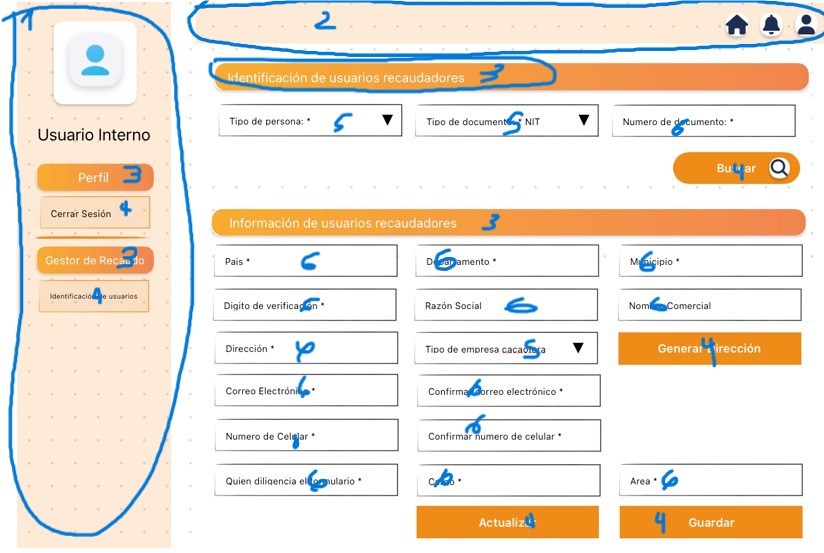 1
2
Identificación de usuarios recaudadores 3
Tipo de persona: * 5
Tipo de documento: * NIT 5
Numero de documento: * 6
Usuario Interno
Buscar 4
Perfil 3
Cerrar Sesión 4
Información de usuarios recaudadores 3
Gestor de Recaudo 3
Identificación de usuarios 4
Pais * 6
Departamento * 6
Municipio * 6
Digito de verificación * 5
Razón Social 6
Nombre Comercial 6
Dirección * 6
Tipo de empresa cacaotera 5
Generar Dirección 4
Correo Electrónico * 6
Confirmar correo electrónico * 6
Numero de Celular *
Confirmar numero de celular * 6
Quien diligencia el formulario * 6
Cargo * 6
Area * 6
Actualizar 4
4 Guardar